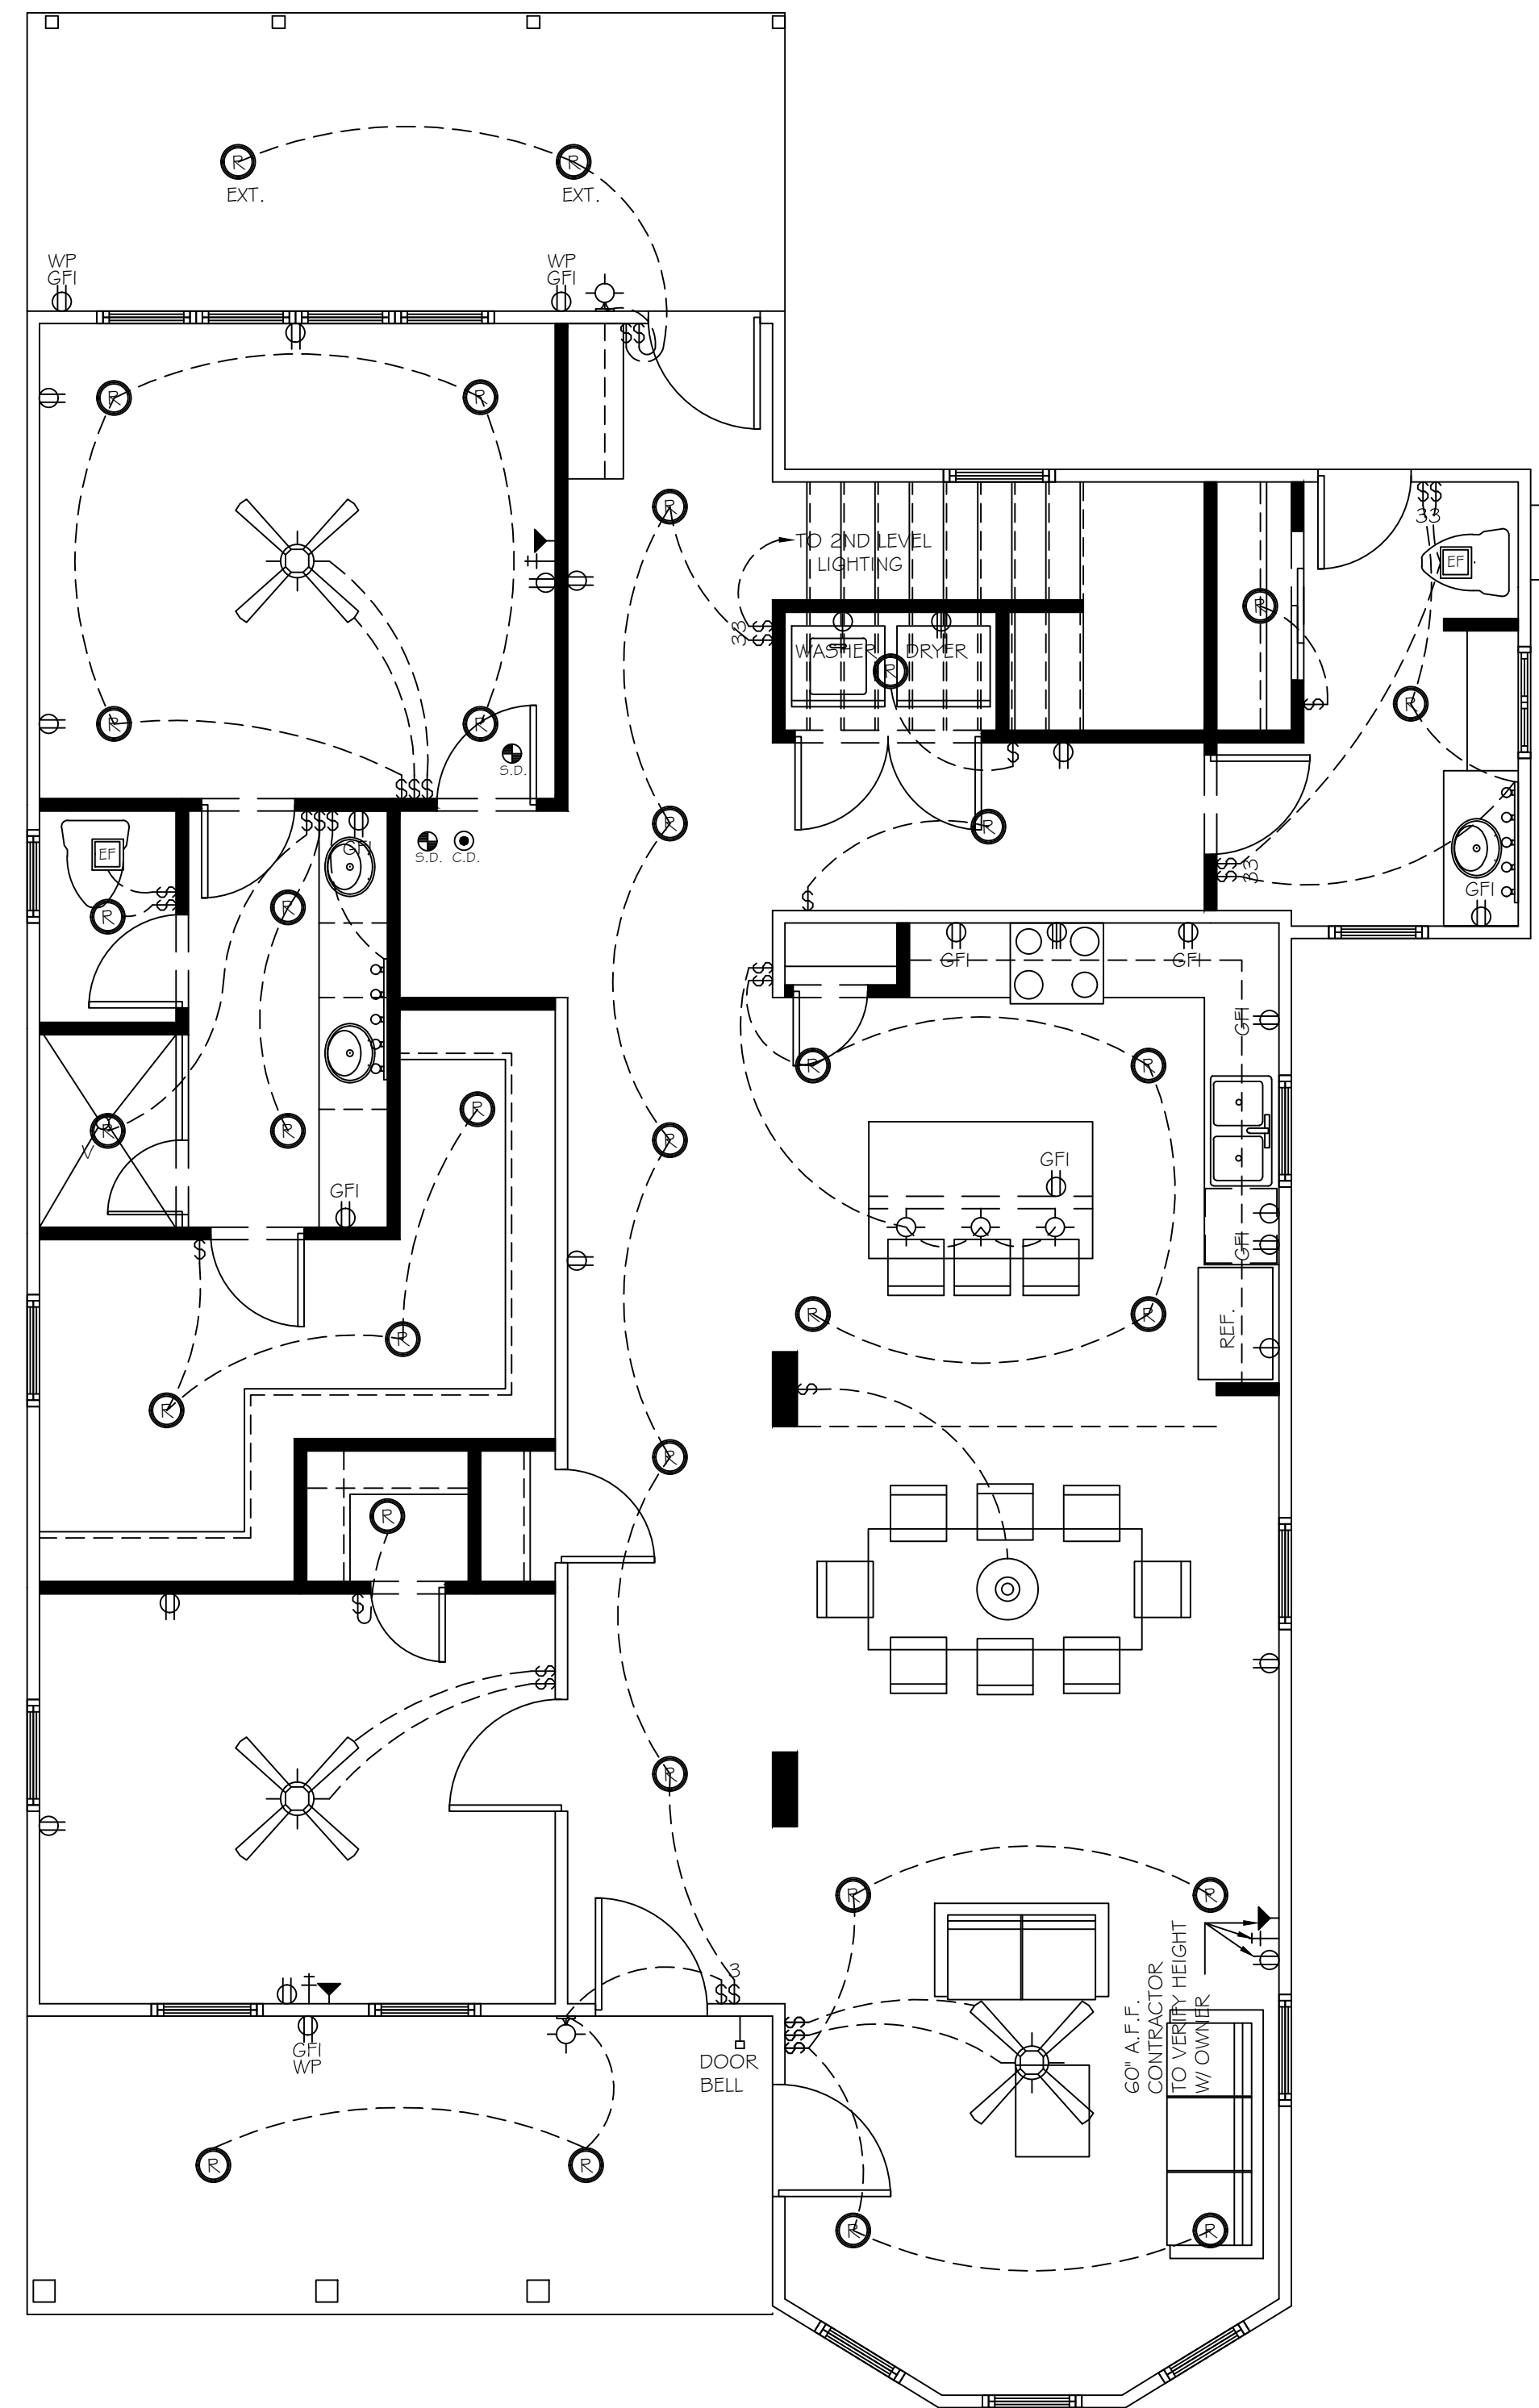 R
R
EXT.
EXT.
WP
GFI
WP
GFI
$$
R
R
R
$$
33
TO 2ND LEVEL
LIGHTING
EF
R
33
$$
WASHER
DRYER
R
R
$
R
R
S.D.
$
$$$
$$$
GFI
R
S.D.
C.D.
EF
$$
R
R
R
$
$$
33
GFI
GFI
GFI
$$
GFI
R
R
R
R
V
R
R
GFI
GFI
GFI
$
R
R
REF.
R
$
R
R
R
$
$$
R
R
R
3
$$
60" A.F.F.
CONTRACTOR
TO VERIFY HEIGHT
W/ OWNER
$$$
GFI
WP
DOOR
BELL
R
R
R
R